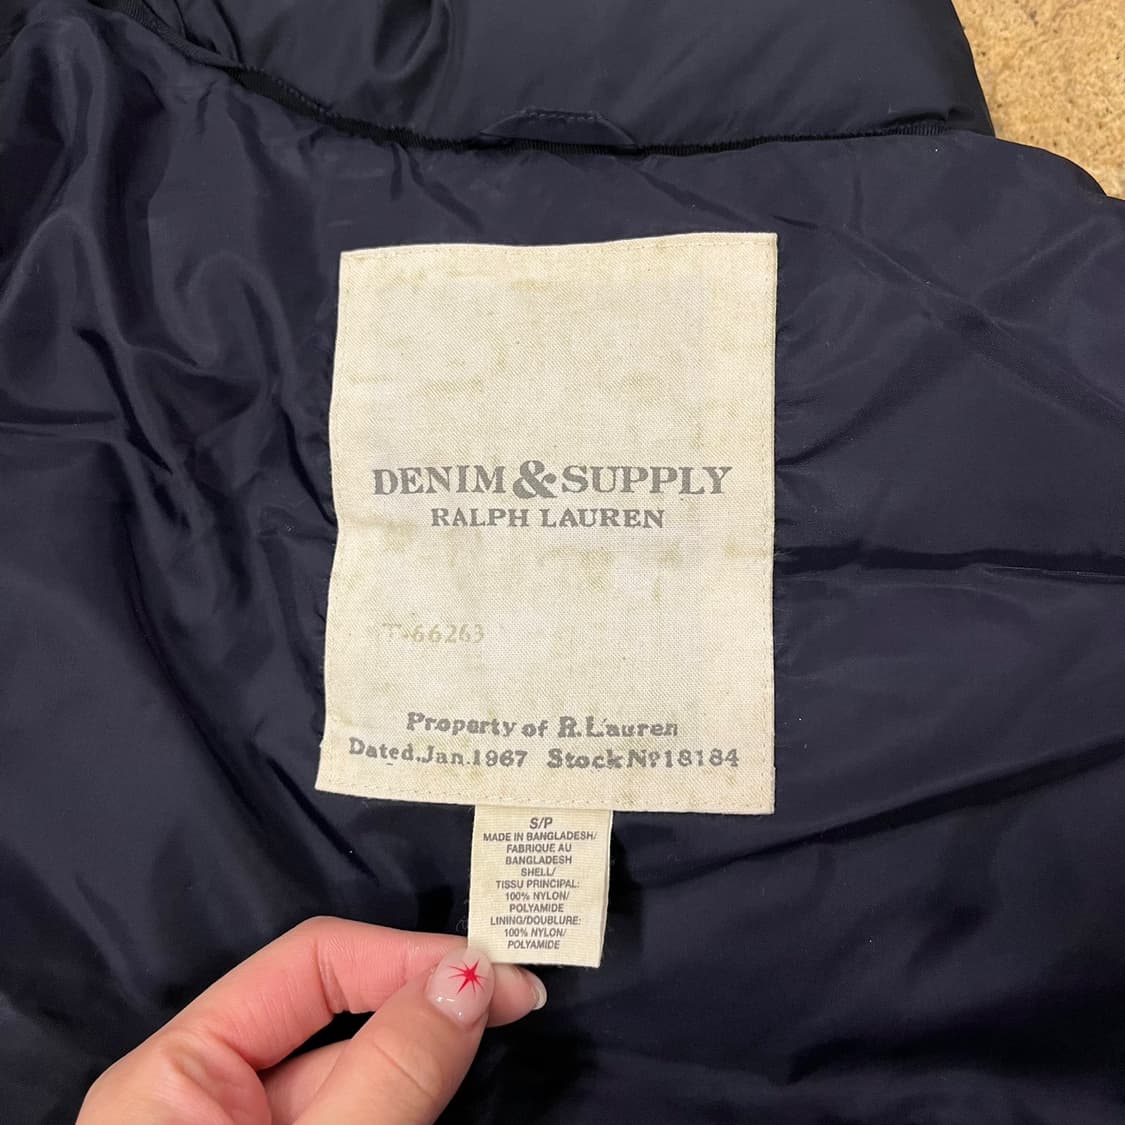 DENIM & SUPPLY
RALPH LAUREN
T-66263
Property of R.Lauren
Dated.Jan.1967 Stock Nº18184
S/P
MADE IN BANGLADESH/
FABRIQUE AU
BANGLADESH
SHELL/
TISSU PRINCIPAL:
100% NYLON/
POLYAMIDE
LINING/DOUBLURE:
100% NYLON/
POLYAMIDE